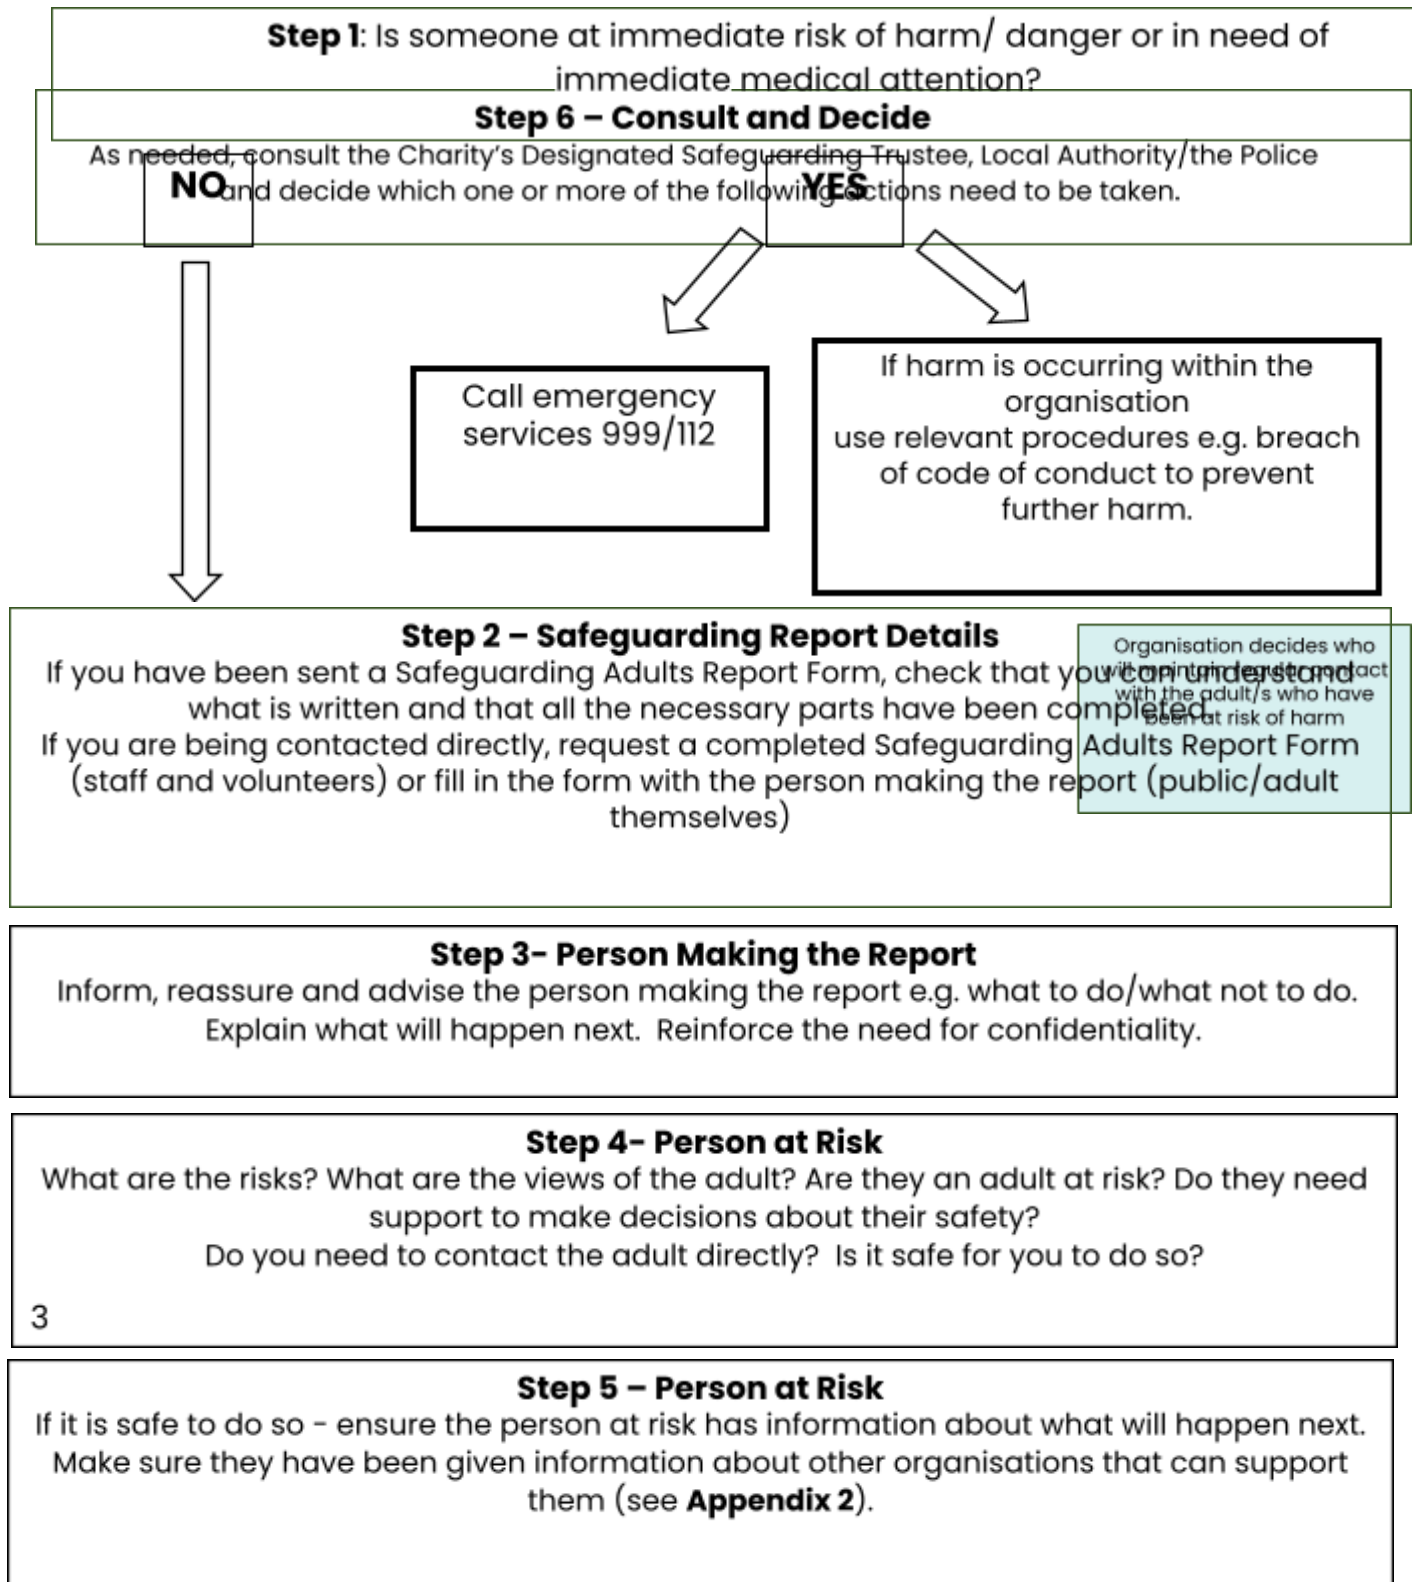 Step 1: Is someone at immediate risk of harm/ danger or in need of
immediate medical attention?
Step 6 – Consult and Decide
As needed, consult the Charity's Designated Safeguarding Trustee, Local Authority/the Police
and decide which one or more of the following actions need to be taken.
NO
YES
Call emergency
services 999/112
If harm is occurring within the
organisation
use relevant procedures e.g. breach
of code of conduct to prevent
further harm.
Step 2 – Safeguarding Report Details
If you have been sent a Safeguarding Adults Report Form, check that you can understand
what is written and that all the necessary parts have been completed.
If you are being contacted directly, request a completed Safeguarding Adults Report Form
(staff and volunteers) or fill in the form with the person making the report (public/adult
themselves)
Organisation decides who
will maintain regular contact
with the adult/s who have
been at risk of harm
Step 3- Person Making the Report
Inform, reassure and advise the person making the report e.g. what to do/what not to do.
Explain what will happen next.  Reinforce the need for confidentiality.
Step 4- Person at Risk
What are the risks? What are the views of the adult? Are they an adult at risk? Do they need
support to make decisions about their safety?
Do you need to contact the adult directly?  Is it safe for you to do so?
3
Step 5 – Person at Risk
If it is safe to do so - ensure the person at risk has information about what will happen next.
Make sure they have been given information about other organisations that can support
them (see Appendix 2).